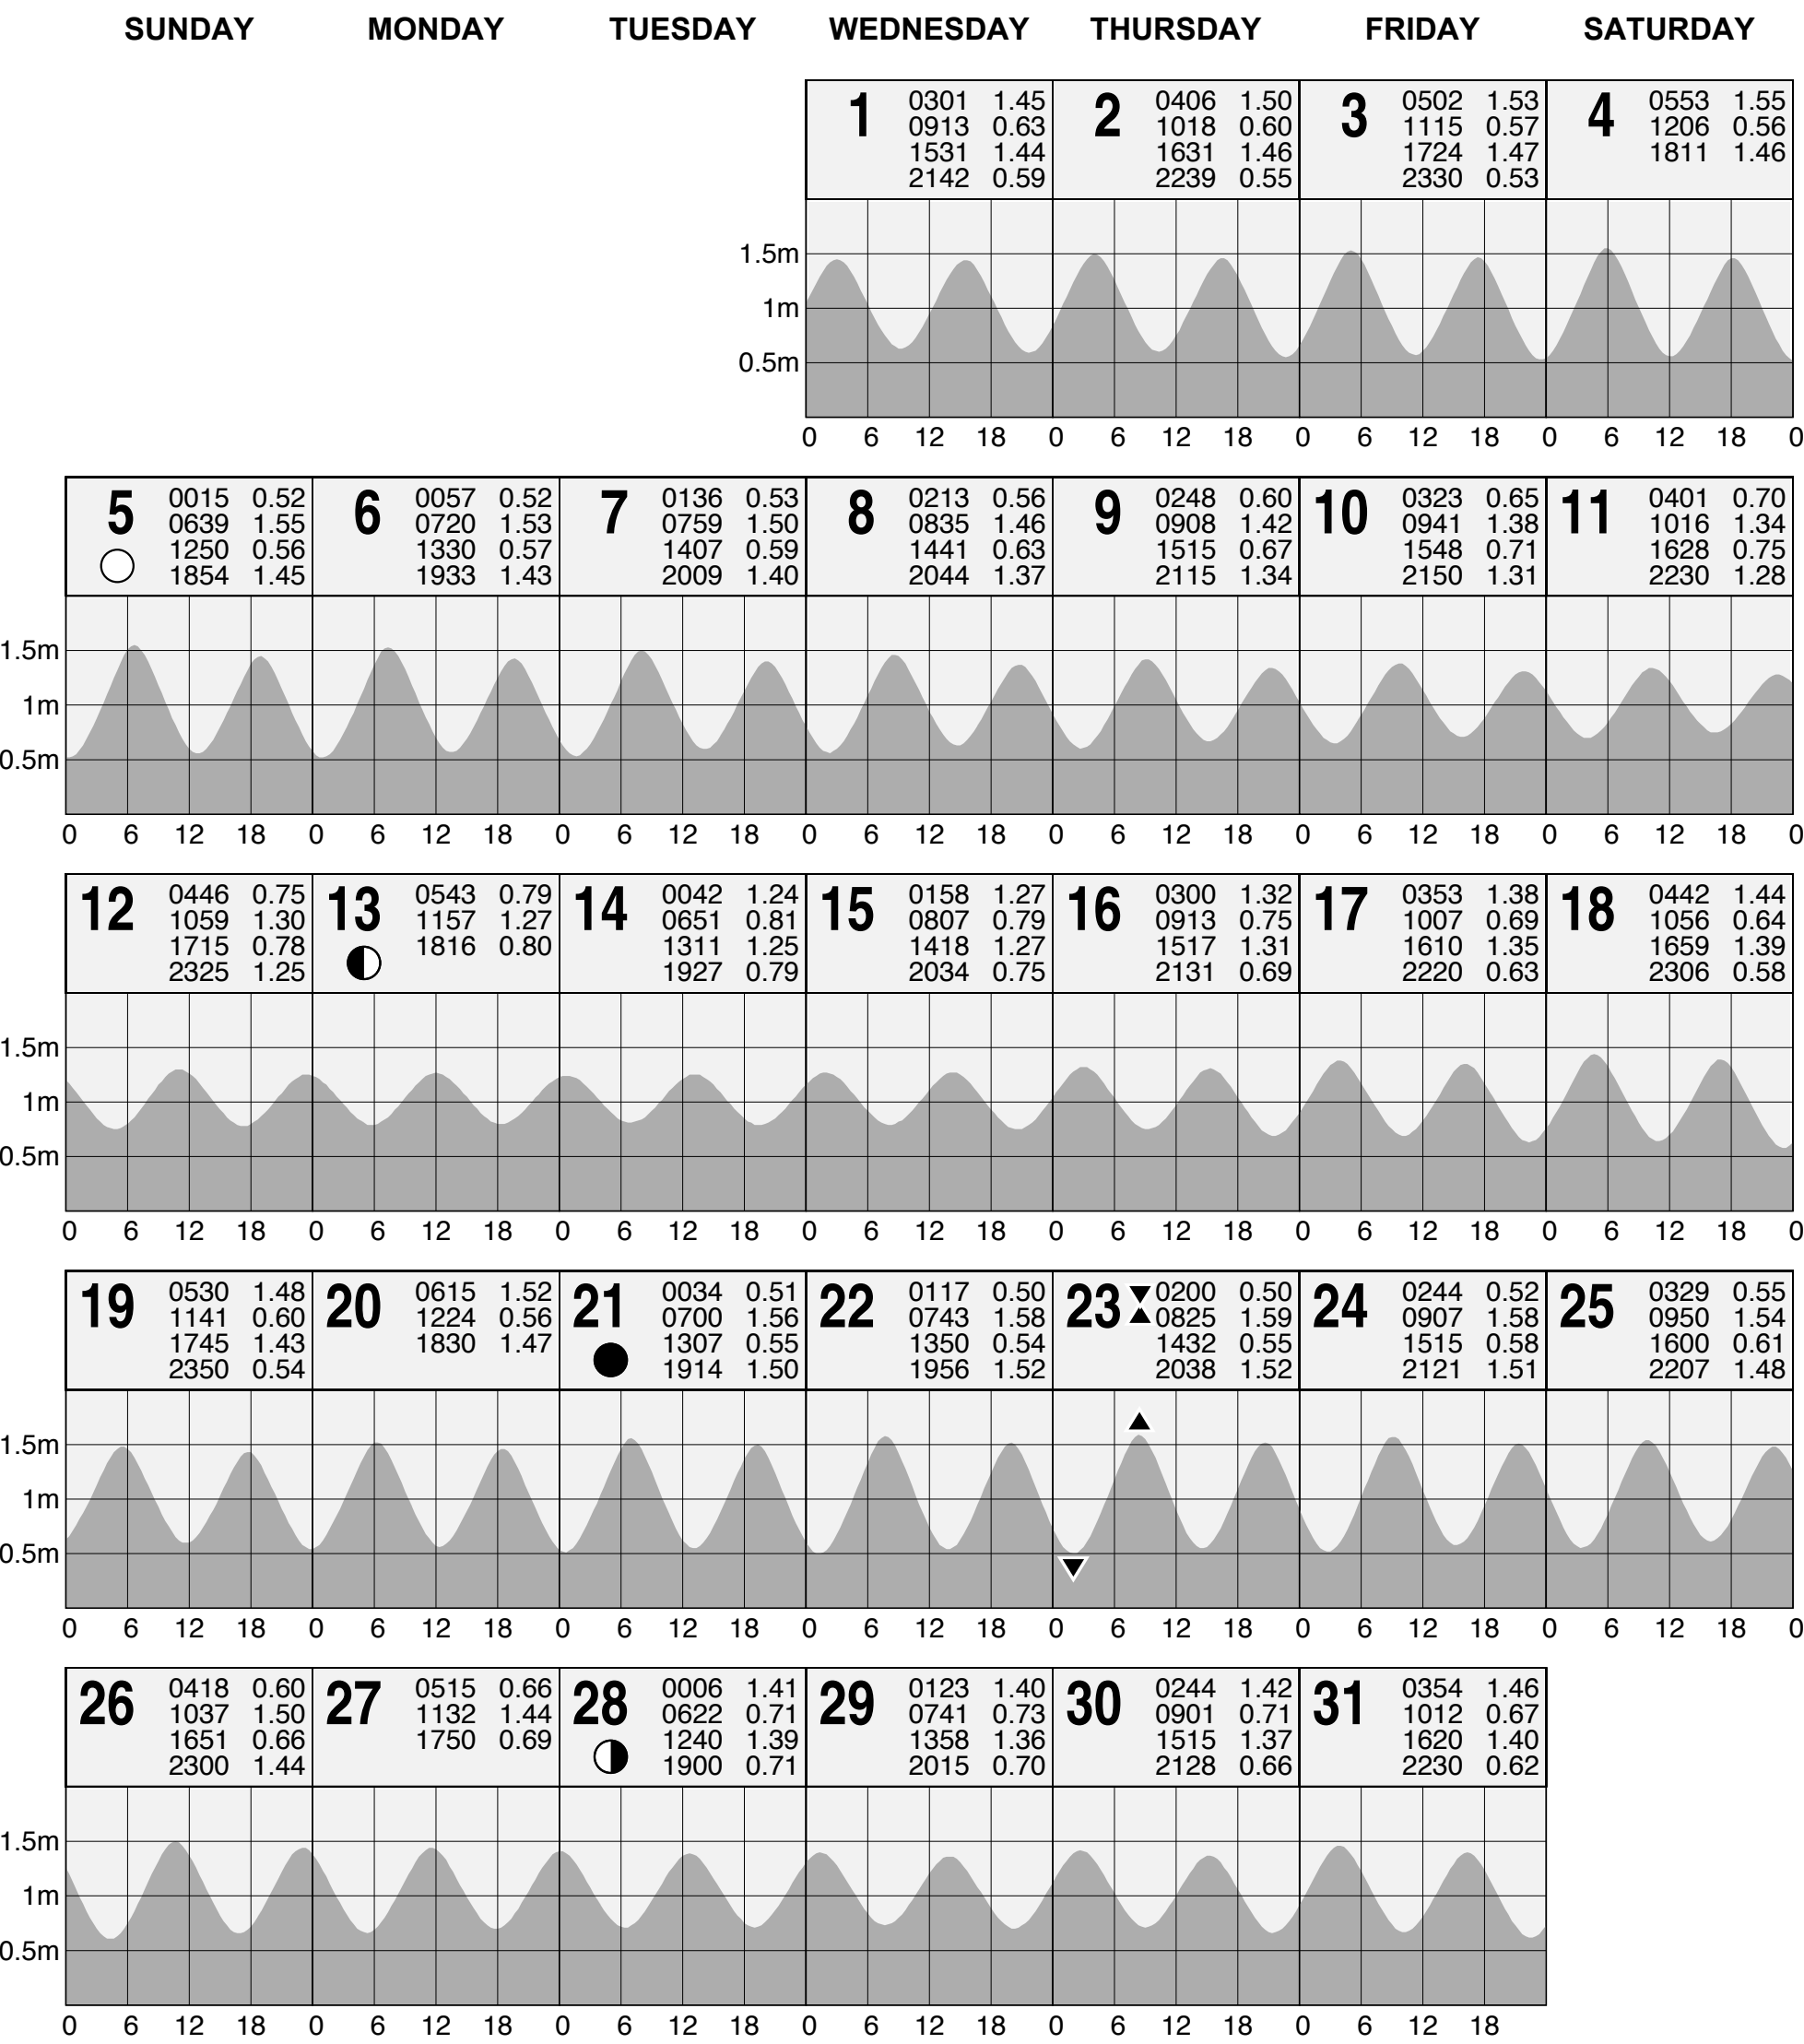 SUNDAY MONDAY TUESDAY WEDNESDAY THURSDAY FRIDAY SATURDAY
1 0301 1.45 2 0406 1.50 3 0502 1.53 4 0553 1.55
0913 0.63 1018 0.60 1115 0.57 1206 0.56
1531 1.44 1631 1.46 1724 1.47 1811 1.46
2142 0.59 2239 0.55 2330 0.53
1.5m
1m
0.5m
0 6 12 18 0 6 12 18 0 6 12 18 0 6 12 18 0
5 0015 0.52 6 0057 0.52 7 0136 0.53 8 0213 0.56 9 0248 0.60 10 0323 0.65 11 0401 0.70
0639 1.55 0720 1.53 0759 1.50 0835 1.46 0908 1.42 0941 1.38 1016 1.34
1250 0.56 1330 0.57 1407 0.59 1441 0.63 1515 0.67 1548 0.71 1628 0.75
1854 1.45 1933 1.43 2009 1.40 2044 1.37 2115 1.34 2150 1.31 2230 1.28
1.5m
1m
0.5m
0 6 12 18 0 6 12 18 0 6 12 18 0 6 12 18 0 6 12 18 0 6 12 18 0 6 12 18 0
12 0446 0.75 13 0543 0.79 14 0042 1.24 15 0158 1.27 16 0300 1.32 17 0353 1.38 18 0442 1.44
1059 1.30 1157 1.27 0651 0.81 0807 0.79 0913 0.75 1007 0.69 1056 0.64
1715 0.78 1816 0.80 1311 1.25 1418 1.27 1517 1.31 1610 1.35 1659 1.39
2325 1.25 1927 0.79 2034 0.75 2131 0.69 2220 0.63 2306 0.58
1.5m
1m
0.5m
0 6 12 18 0 6 12 18 0 6 12 18 0 6 12 18 0 6 12 18 0 6 12 18 0 6 12 18 0
19 0530 1.48 20 0615 1.52 21 0034 0.51 22 0117 0.50 23 0200 0.50 24 0244 0.52 25 0329 0.55
1141 0.60 1224 0.56 0700 1.56 0743 1.58 0825 1.59 0907 1.58 0950 1.54
1745 1.43 1830 1.47 1307 0.55 1350 0.54 1432 0.55 1515 0.58 1600 0.61
2350 0.54 1914 1.50 1956 1.52 2038 1.52 2121 1.51 2207 1.48
1.5m
1m
0.5m
0 6 12 18 0 6 12 18 0 6 12 18 0 6 12 18 0 6 12 18 0 6 12 18 0 6 12 18 0
26 0418 0.60 27 0515 0.66 28 0006 1.41 29 0123 1.40 30 0244 1.42 31 0354 1.46
1037 1.50 1132 1.44 0622 0.71 0741 0.73 0901 0.71 1012 0.67
1651 0.66 1750 0.69 1240 1.39 1358 1.36 1515 1.37 1620 1.40
2300 1.44 1900 0.71 2015 0.70 2128 0.66 2230 0.62
1.5m
1m
0.5m
0 6 12 18 0 6 12 18 0 6 12 18 0 6 12 18 0 6 12 18 0 6 12 18